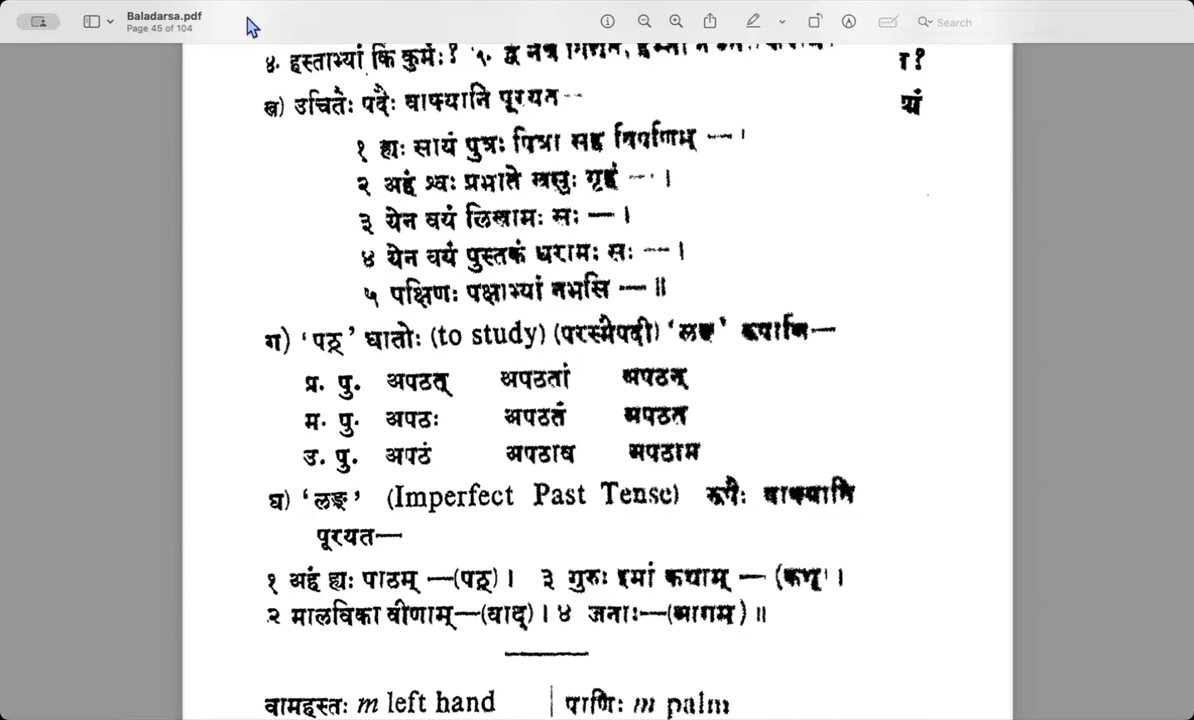 Baladarsa.pdf
Page 45 of 104
Search
४. हस्ताभ्यां किं कुर्मः? ५. द्वे नेत्रे
ख) उचितैः पदैः वाक्यानि पूरयत--
१ ह्यः सायं पुत्रः पित्रा सह विपणिम् —।
२ अहं श्वः प्रभाते स्वसुः गृहं —।
३ येन वयं लिखामः सः —।
४ येन वयं पुस्तकं धरामः सः —।
५ पक्षिणः पक्षाभ्यां नभसि —॥
ग) 'पठ्' धातोः (to study) (परस्मैपदी) 'लङ्' रूपाणि—
प्र. पु. अपठत् अपठतां अपठन्
म. पु. अपठः अपठतं अपठत
उ. पु. अपठं अपठाव अपठाम
घ) 'लङ्' (Imperfect Past Tense) रूपैः वाक्यानि
पूरयत—
१ अहं ह्यः पाठम् —(पठ्)। ३ गुरुः इमां कथाम् — (कथ्)।
२ मालविका वीणाम्—(वाद्)। ४ जनाः—(आगम्)॥
वामहस्तः m left hand | पाणिः m palm